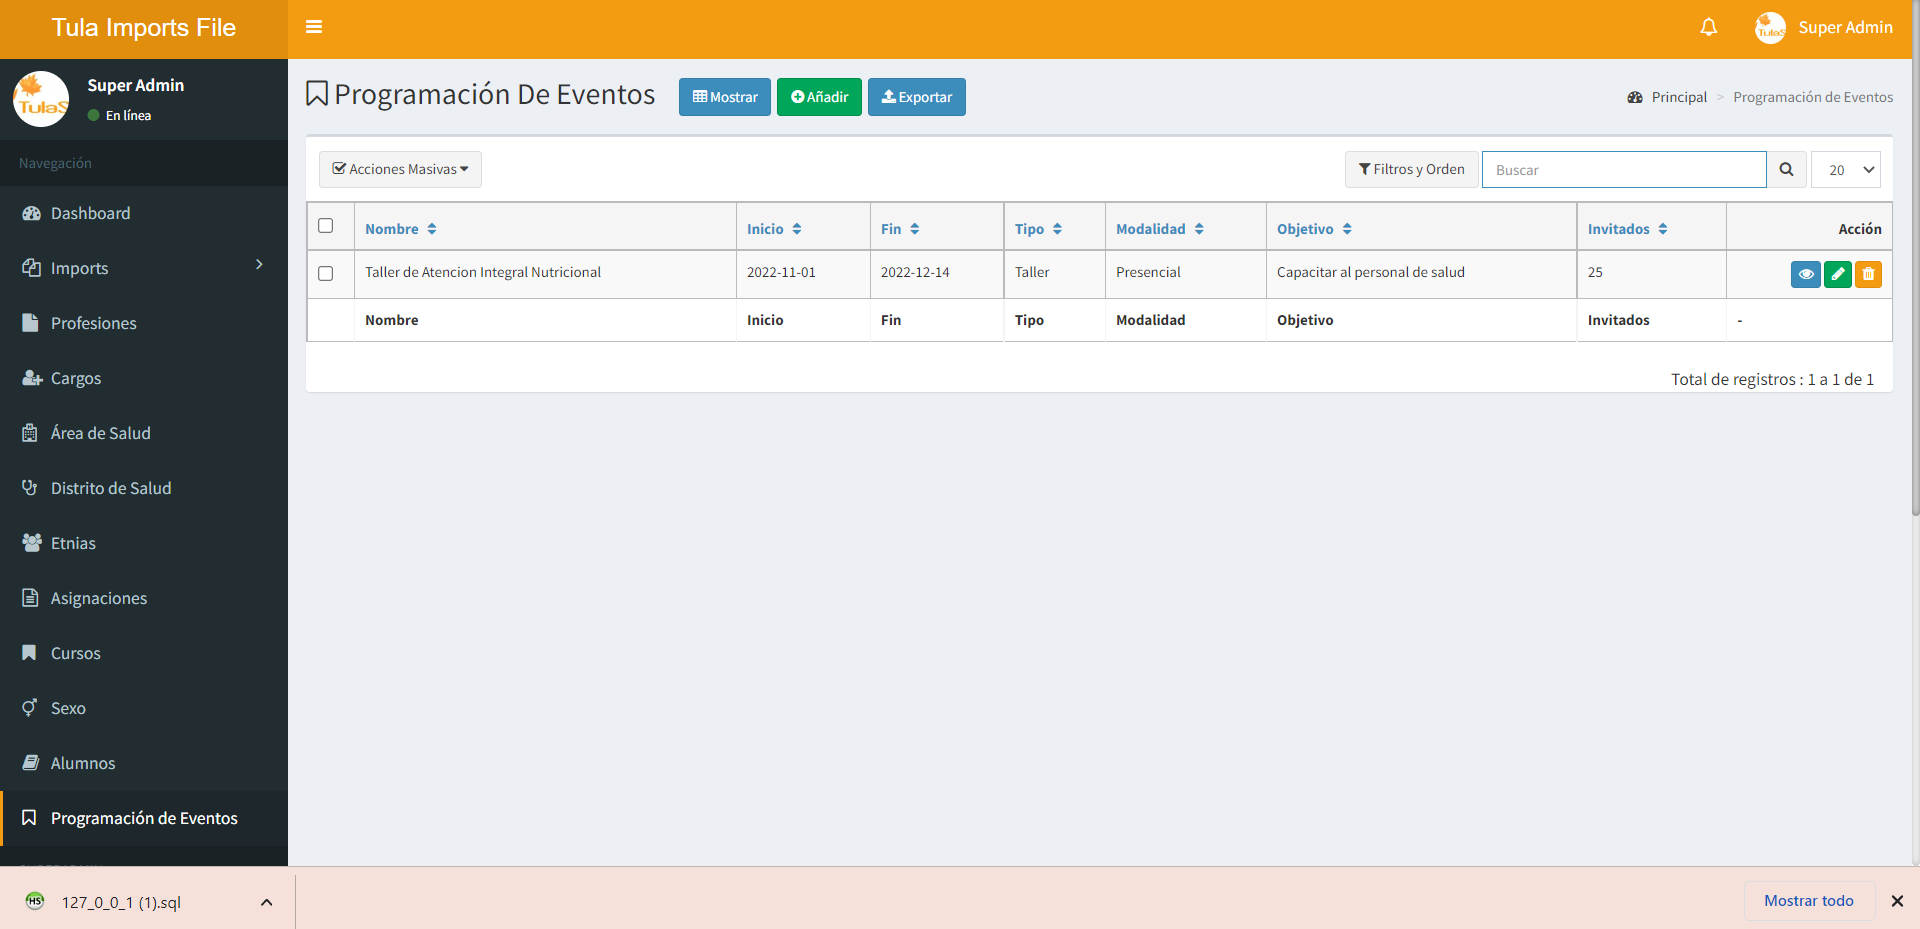 Tula Imports File
Super Admin
TulaS
Super Admin
En línea
Navegación
Dashboard
Imports
Profesiones
Cargos
Área de Salud
Distrito de Salud
Etnias
Asignaciones
Cursos
Sexo
Alumnos
Programación de Eventos
Programación De Eventos
Mostrar
Añadir
Exportar
Principal > Programación de Eventos
Acciones Masivas
Filtros y Orden
Buscar
20
Nombre Inicio Fin Tipo Modalidad Objetivo Invitados Acción
Taller de Atencion Integral Nutricional 2022-11-01 2022-12-14 Taller Presencial Capacitar al personal de salud 25
Nombre Inicio Fin Tipo Modalidad Objetivo Invitados -
Total de registros : 1 a 1 de 1
HS
127_0_0_1 (1).sql
Mostrar todo